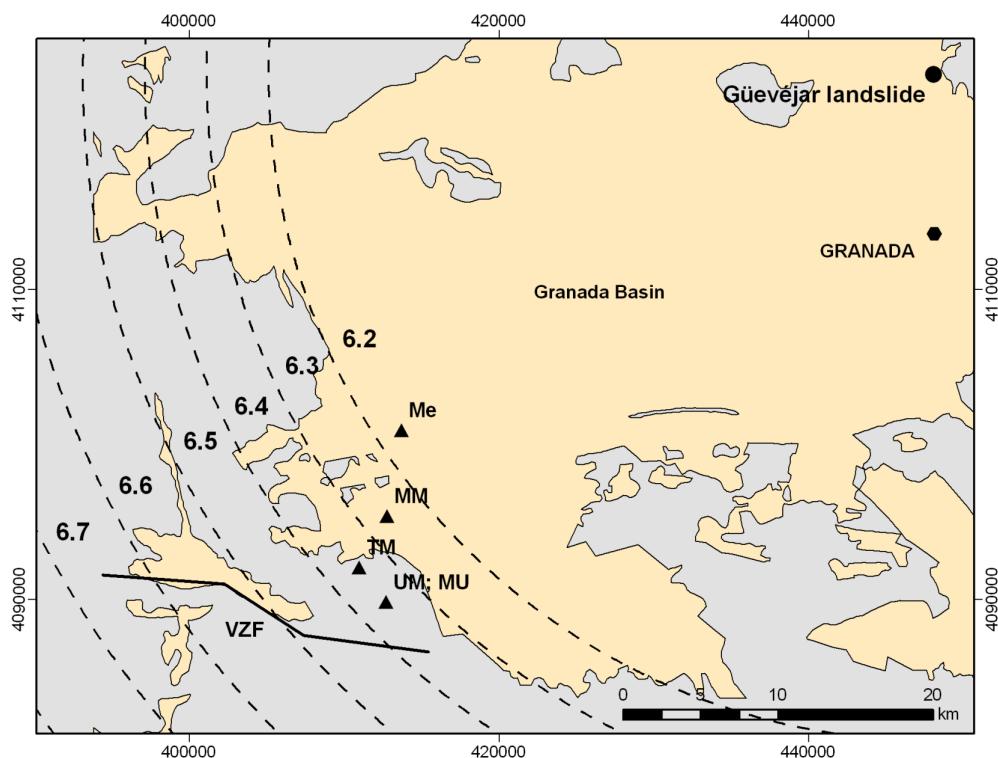 400000
420000
440000
Güevéjar landslide
GRANADA
4110000
Granada Basin
4110000
6.2
6.3
Me
6.4
6.5
6.6
MM
6.7
TM
UM; MU
4090000
4090000
VZF
0
5
10
20
km
400000
420000
440000